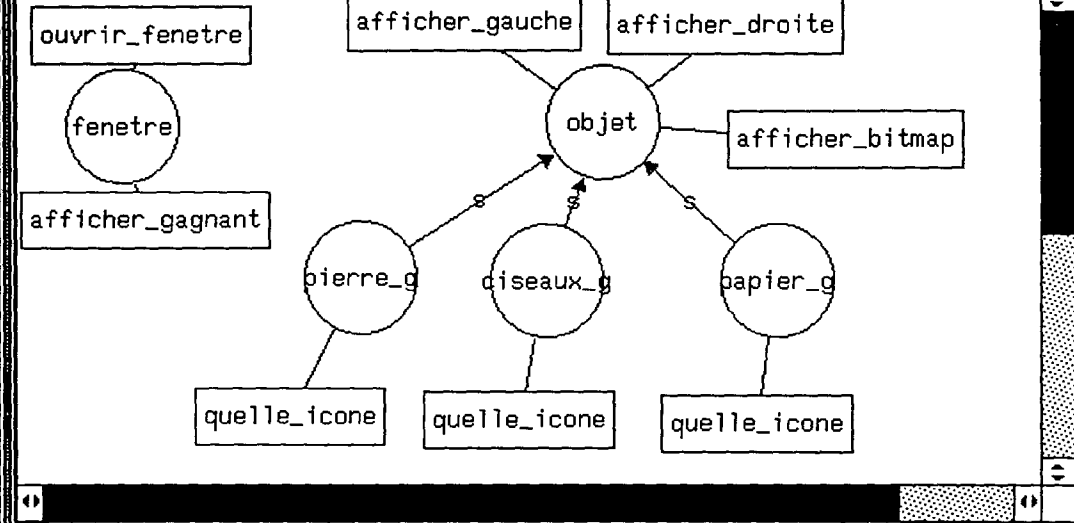 ouvrir_fenetre
afficher_gauche
afficher_droite
fenetre
objet
afficher_bitmap
afficher_gagnant
s
s
s
pierre_g
ciseaux_g
papier_g
quelle_icone
quelle_icone
quelle_icone